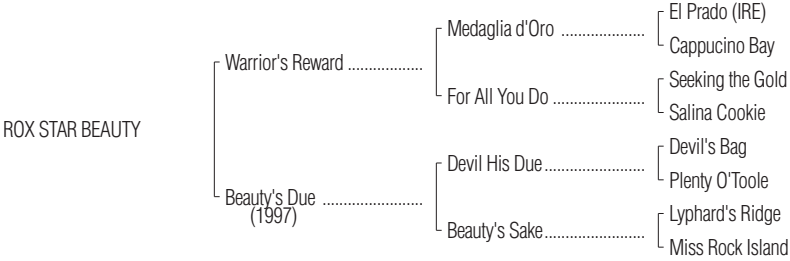 El Prado (IRE)
Medaglia d'Oro ....................
Cappucino Bay
Warrior's Reward ..................
Seeking the Gold
For All You Do ......................
Salina Cookie
ROX STAR BEAUTY
Devil's Bag
Devil His Due........................
Plenty O'Toole
Beauty's Due ........................
(1997)
Lyphard's Ridge
Beauty's Sake........................
Miss Rock Island